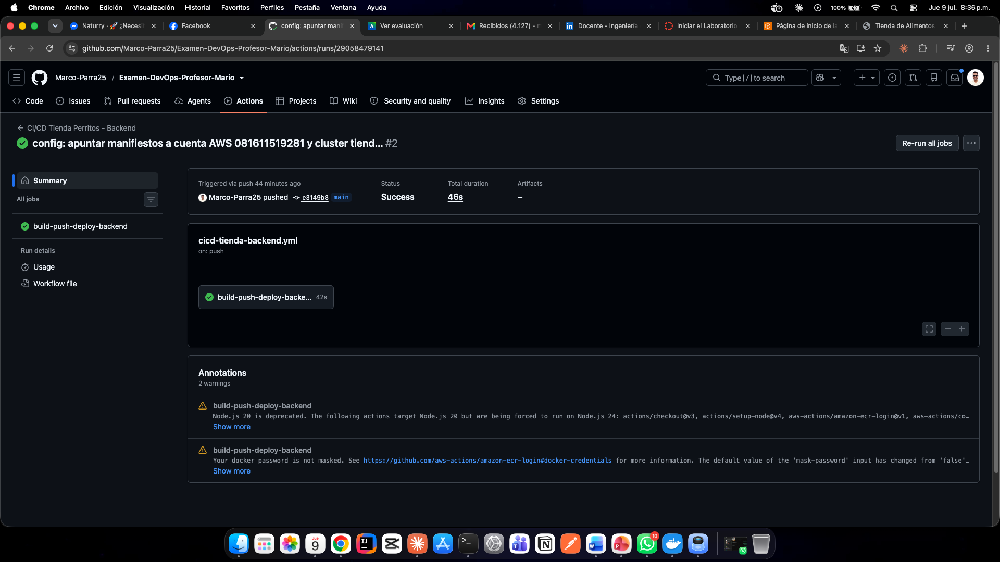 Chrome Archivo Edición Visualización Historial Favoritos Perfiles Pestaña Ventana Ayuda 100% Jue 9 jul. 8:36 p.m.
Naturry · 🚀 ¿Necesit Facebook config: apuntar manif Ver evaluación Recibidos (4.127) - Docente - Ingeniería Iniciar el Laboratorio Página de inicio de la Tienda de Alimentos
github.com/Marco-Parra25/Examen-DevOps-Profesor-Mario/actions/runs/29058479141
Marco-Parra25 / Examen-DevOps-Profesor-Mario Type / to search
Code Issues Pull requests Agents Actions Projects Wiki Security and quality Insights Settings
CI/CD Tienda Perritos - Backend
config: apuntar manifiestos a cuenta AWS 081611519281 y cluster tiend... #2
Re-run all jobs
Summary
All jobs
build-push-deploy-backend
Run details
Usage
Workflow file
Triggered via push 44 minutes ago Status Total duration Artifacts
Marco-Parra25 pushed e3149b8 main Success 46s –
cicd-tienda-backend.yml
on: push
build-push-deploy-backe... 42s
Annotations
2 warnings
build-push-deploy-backend
Node.js 20 is deprecated. The following actions target Node.js 20 but are being forced to run on Node.js 24: actions/checkout@v3, actions/setup-node@v4, aws-actions/amazon-ecr-login@v1, aws-actions/co…
Show more
build-push-deploy-backend
Your docker password is not masked. See https://github.com/aws-actions/amazon-ecr-login#docker-credentials for more information. The default value of the 'mask-password' input has changed from 'false'…
Show more
Jue
9
10